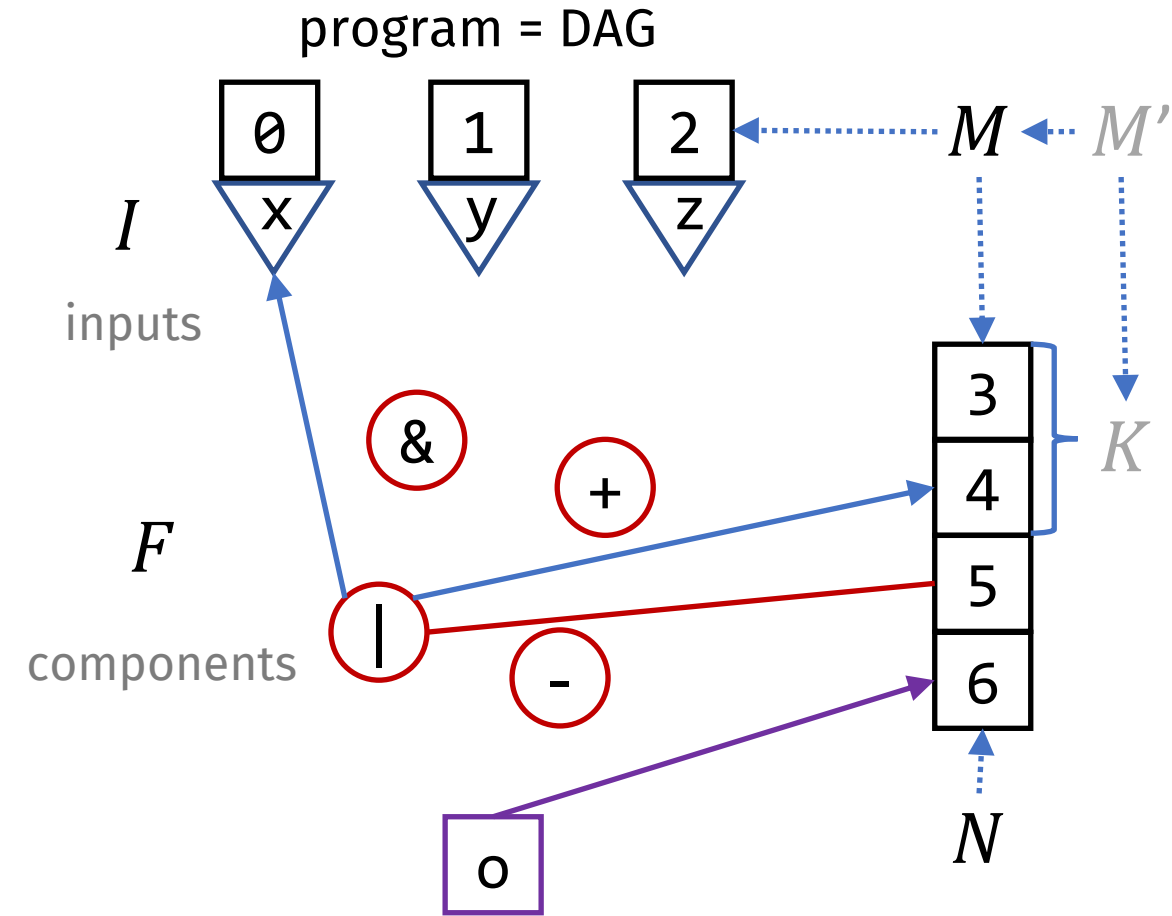 program = DAG
0 1 2 M M’
x y z
I
inputs
3
&
K
+ 4
F
5
|
components
-
6
N
o